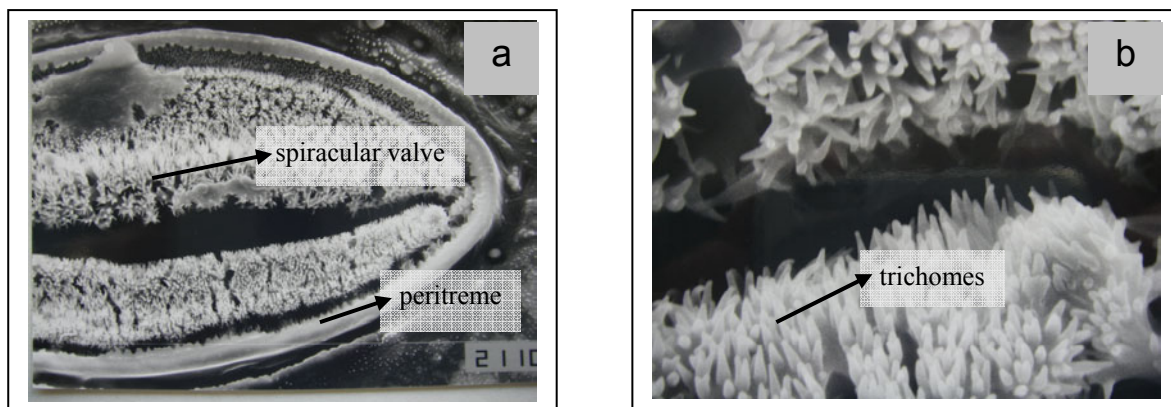 a
spiracular valve
peritreme
2110
b
trichomes